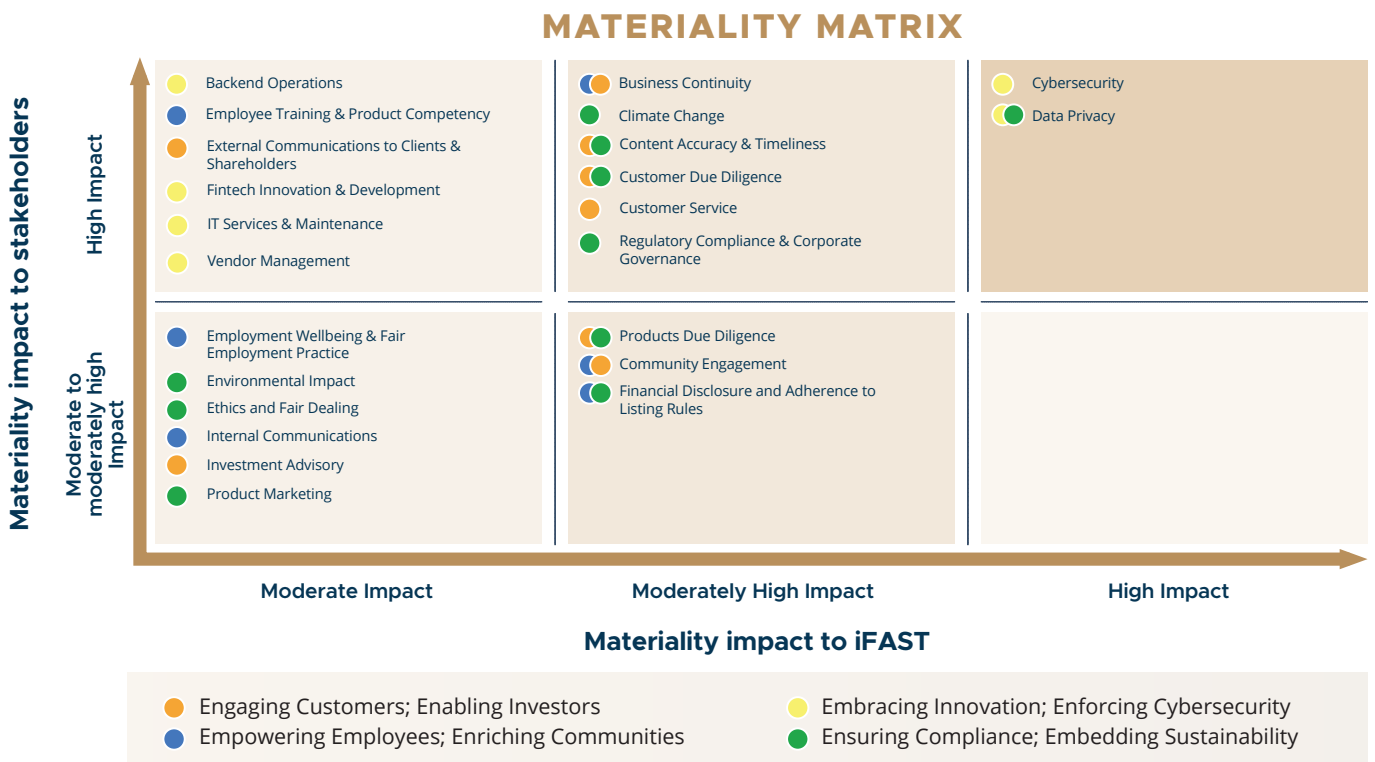 MATERIALITY MATRIX
Materiality impact to stakeholders
High Impact
Backend Operations
Employee Training & Product Competency
External Communications to Clients &
Shareholders
Fintech Innovation & Development
IT Services & Maintenance
Vendor Management
Business Continuity
Climate Change
Content Accuracy & Timeliness
Customer Due Diligence
Customer Service
Regulatory Compliance & Corporate
Governance
Cybersecurity
Data Privacy
Moderate to
moderately high
Impact
Employment Wellbeing & Fair
Employment Practice
Environmental Impact
Ethics and Fair Dealing
Internal Communications
Investment Advisory
Product Marketing
Products Due Diligence
Community Engagement
Financial Disclosure and Adherence to
Listing Rules
Moderate Impact
Moderately High Impact
High Impact
Materiality impact to iFAST
Engaging Customers; Enabling Investors
Empowering Employees; Enriching Communities
Embracing Innovation; Enforcing Cybersecurity
Ensuring Compliance; Embedding Sustainability